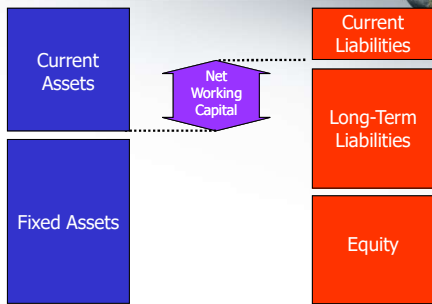 Current
Assets
Net
Working
Capital
Current
Liabilities
Long-Term
Liabilities
Fixed Assets
Equity